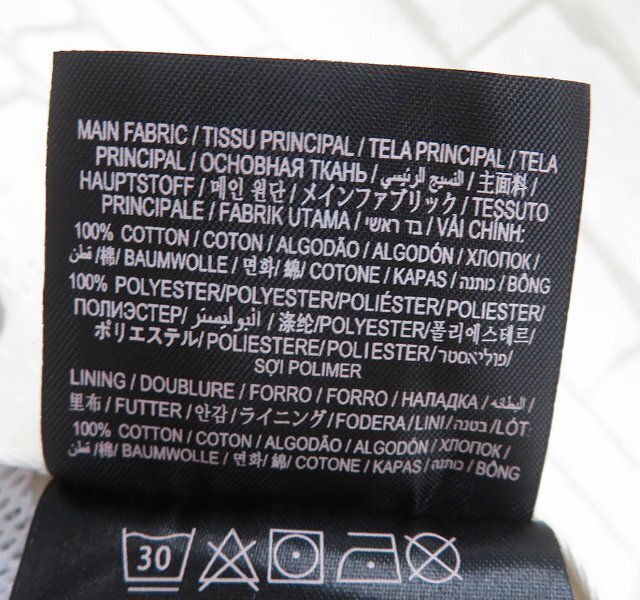 MAIN FABRIC / TISSU PRINCIPAL / TELA PRINCIPAL / TELA
PRINCIPAL / ОСНОВНАЯ ТКАНЬ / النسيج الرئيسي / 主面料 /
HAUPTSTOFF / 메인 원단 / メインファブリック / TESSUTO
PRINCIPALE / FABRIK UTAMA / בד ראשי / VẢI CHÍNH:
100% COTTON / COTON / ALGODÃO / ALGODÓN / ХЛОПОК /
قطن /棉/ BAUMWOLLE / 면화/ 綿/ COTONE / KAPAS / כותנה / BÔNG
100% POLYESTER/POLYESTER/POLIÉSTER/POLIESTER/
ПОЛИЭСТЕР/ البوليستر / 涤纶/POLYESTER/폴리에스테르/
ポリエステル/POLIESTERE/POLIESTER/פוליאסטר/
SỢI POLIMER
LINING / DOUBLURE / FORRO / FORRO / НАЛАДКА / البطانه /
里布 / FUTTER / 안감 / ライニング / FODERA / LINI / בטנה / LÓT:
100% COTTON / COTON / ALGODÃO / ALGODÓN / ХЛОПОК /
قطن /棉/ BAUMWOLLE / 면화/ 綿/ COTONE / KAPAS / כותנה / BÔNG
30